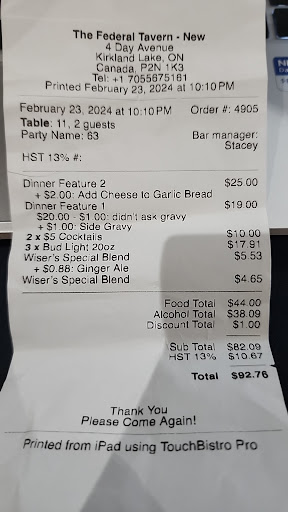 The Federal Tavern - New
4 Day Avenue
Kirkland Lake, ON
Canada, P2N 1K3
Tel: +1 7055675161
Printed February 23, 2024 at 10:10 PM
February 23, 2024 at 10:10 PM Order #: 4905
Table: 11, 2 guests
Party Name: 63 Bar manager:
Stacey
HST 13% #:
Dinner Feature 2 $25.00
+ $2.00: Add Cheese to Garlic Bread
Dinner Feature 1 $19.00
$20.00 - $1.00: didn't ask gravy
+ $1.00: Side Gravy
2 x $5 Cocktails $10.00
3 x Bud Light 20oz $17.91
Wiser's Special Blend $5.53
+ $0.88: Ginger Ale
Wiser's Special Blend $4.65
Food Total $44.00
Alcohol Total $38.09
Discount Total $1.00
Sub Total $82.09
HST 13% $10.67
Total $92.76
Thank You
Please Come Again!
Printed from iPad using TouchBistro Pro